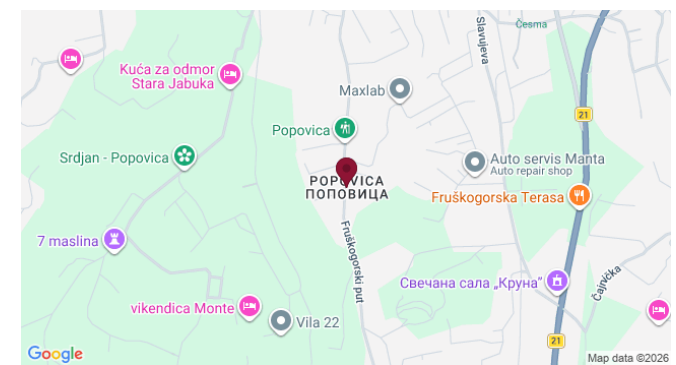 Česma
Slavujeva
Kuća za odmor
Stara Jabuka
Maxlab
21
Popovica
Srdjan - Popovica
Auto servis Manta
Auto repair shop
POPOVICA
ПОПОВИЦА
Fruškogorska Terasa
7 maslina
Fruškogorski put
Свечана сала „Круна“
Čajnička
vikendica Monte
Vila 22
21
Google
Map data ©2026